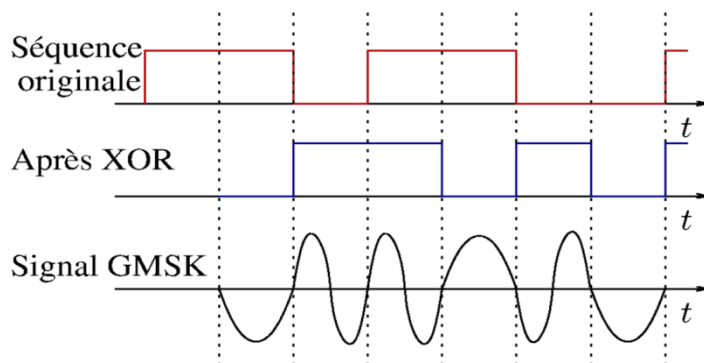 Séquence
originale
t
Après XOR
t
Signal GMSK
t